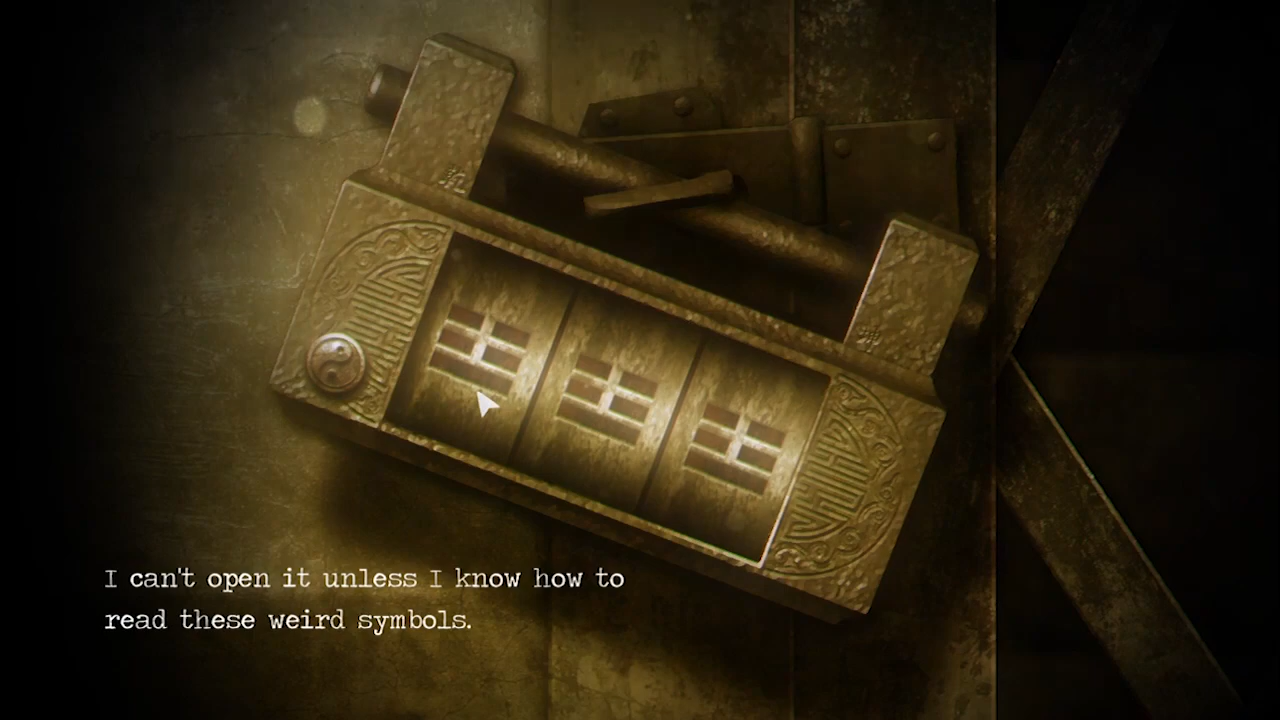 I can't open it unless I know how to
read these weird symbols.